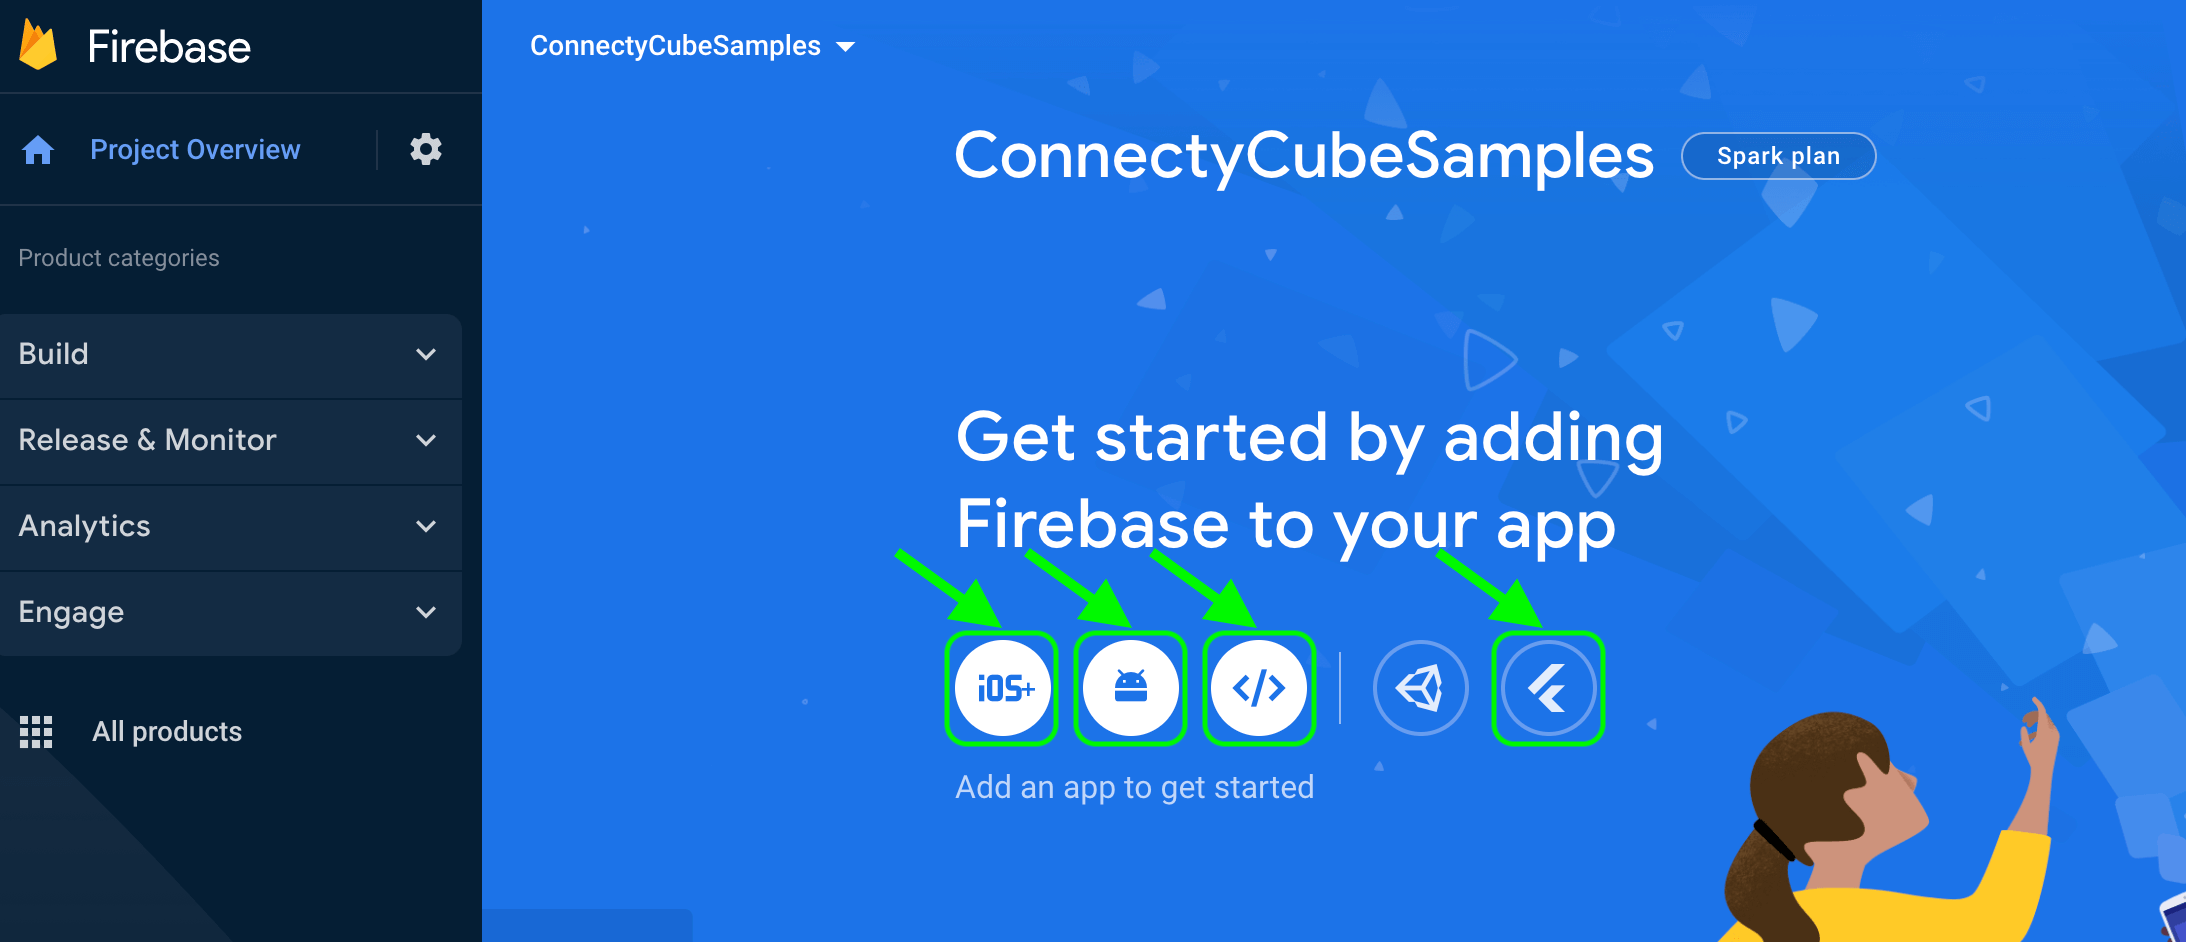 Firebase
Project Overview
Product categories
Build
Release & Monitor
Analytics
Engage
All products
ConnectyCubeSamples
ConnectyCubeSamples
Spark plan
Get started by adding
Firebase to your app
iOS+
</>
Add an app to get started